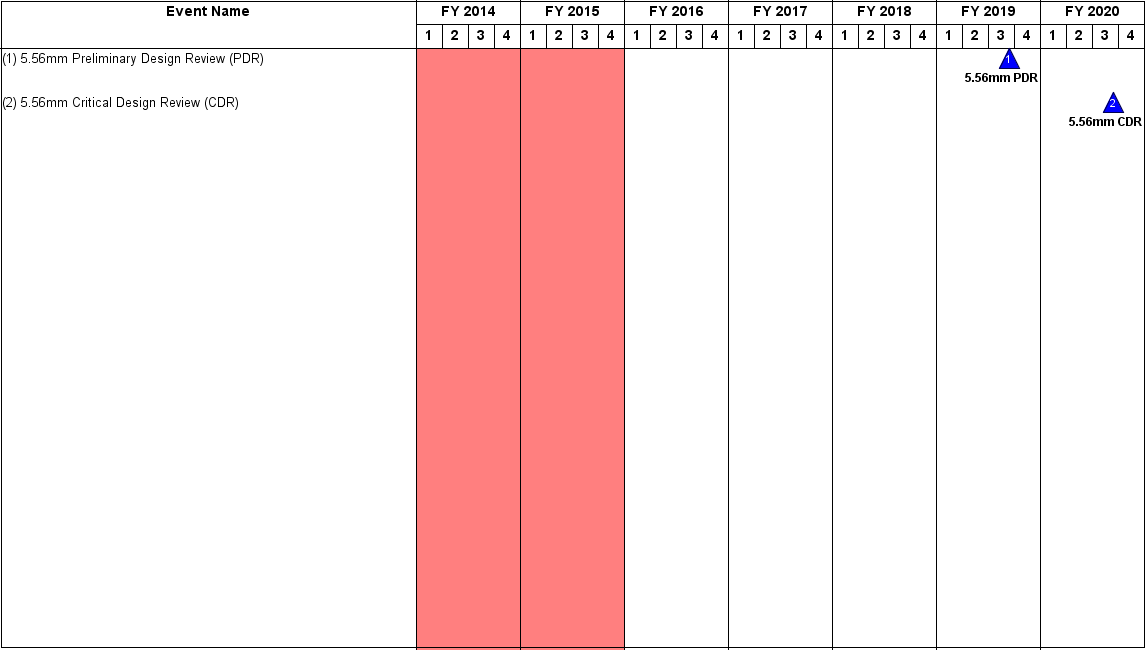 Event Name FY 2014 FY 2015 FY 2016 FY 2017 FY 2018 FY 2019 FY 2020
1 2 3 4 1 2 3 4 1 2 3 4 1 2 3 4 1 2 3 4 1 2 3 4 1 2 3 4
(1) 5.56mm Preliminary Design Review (PDR) 1
5.56mm PDR
(2) 5.56mm Critical Design Review (CDR) 2
5.56mm CDR